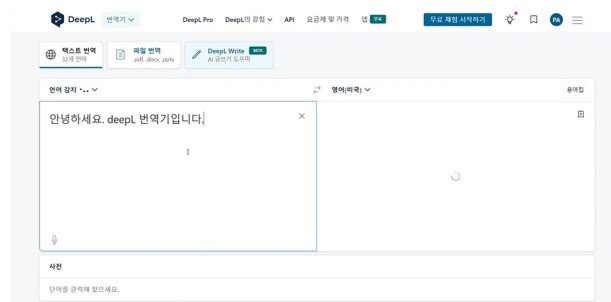 DeepL 번역기 DeepL Pro DeepL의 강점 API 요금제 및 가격 앱 무료 무료 체험 시작하기 PA
텍스트 번역
32개 언어
파일 번역
.pdf, .docx, .pptx
DeepL Write BETA
AI 글쓰기 도우미
언어 감지 영어(미국) 용어집
안녕하세요. deepL 번역기입니다.
사전
단어를 클릭해 찾으세요.